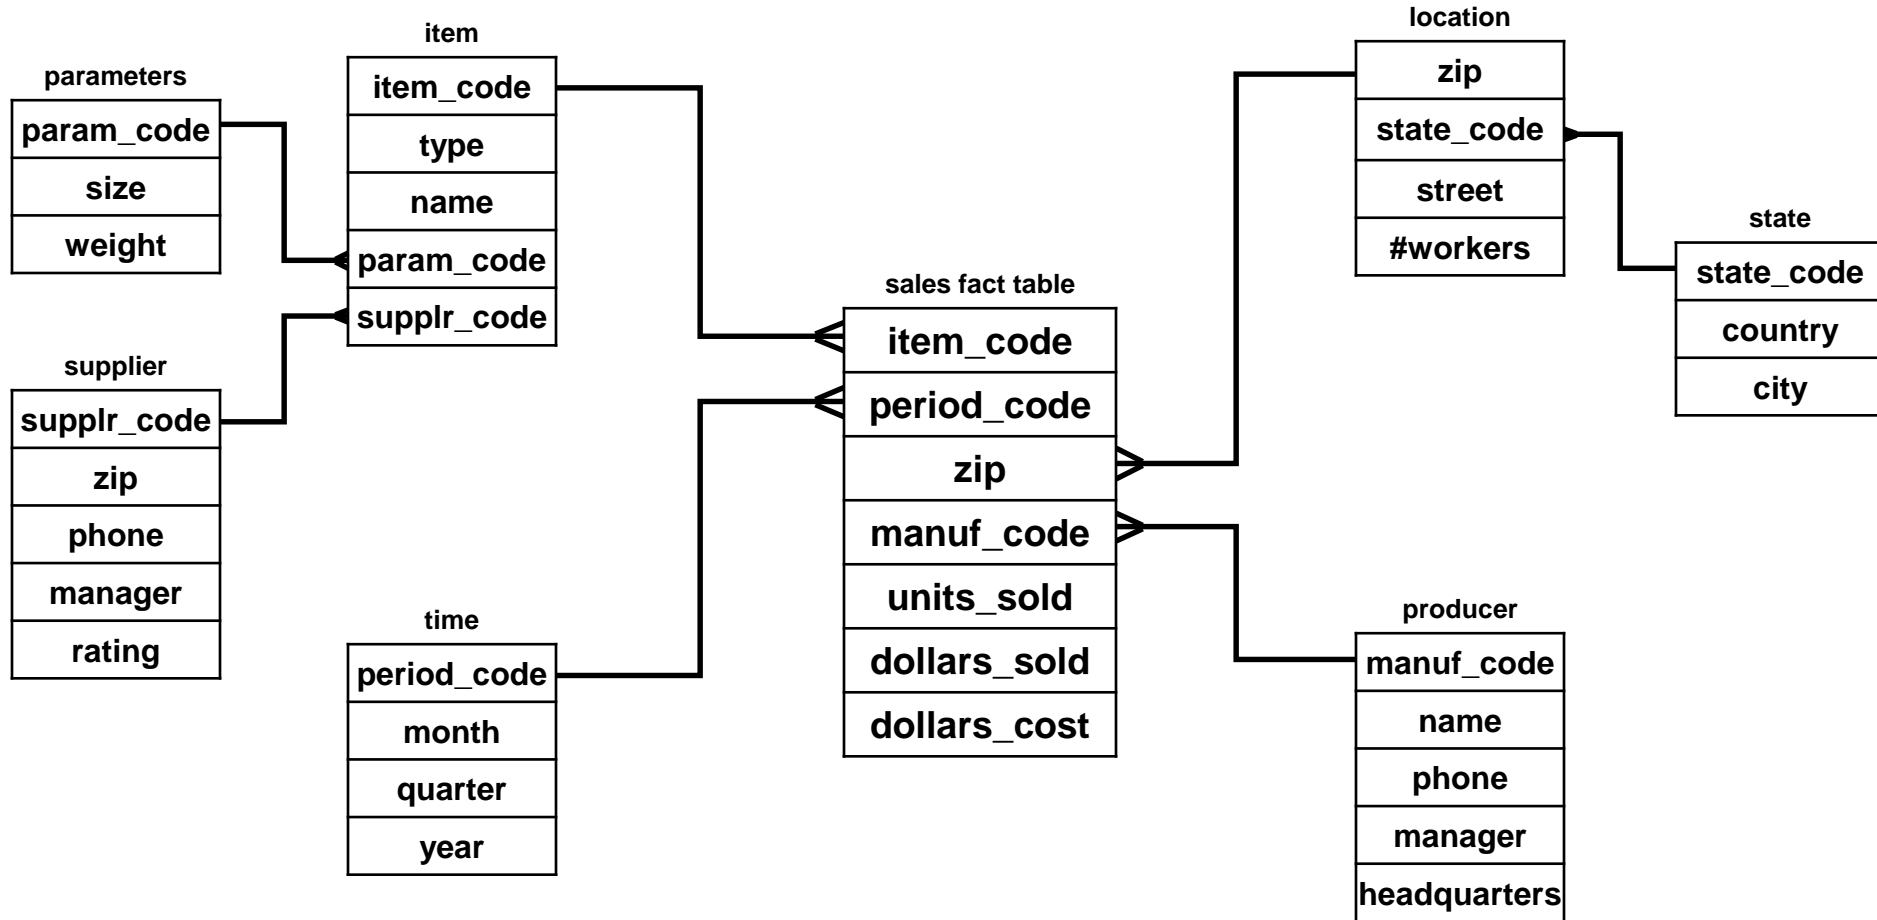 parameters
param_code
size
weight
supplier
supplr_code
zip
phone
manager
rating
item
item_code
type
name
param_code
supplr_code
time
period_code
month
quarter
year
sales fact table
item_code
period_code
zip
manuf_code
units_sold
dollars_sold
dollars_cost
location
zip
state_code
street
#workers
producer
manuf_code
name
phone
manager
headquarters
state
state_code
country
city